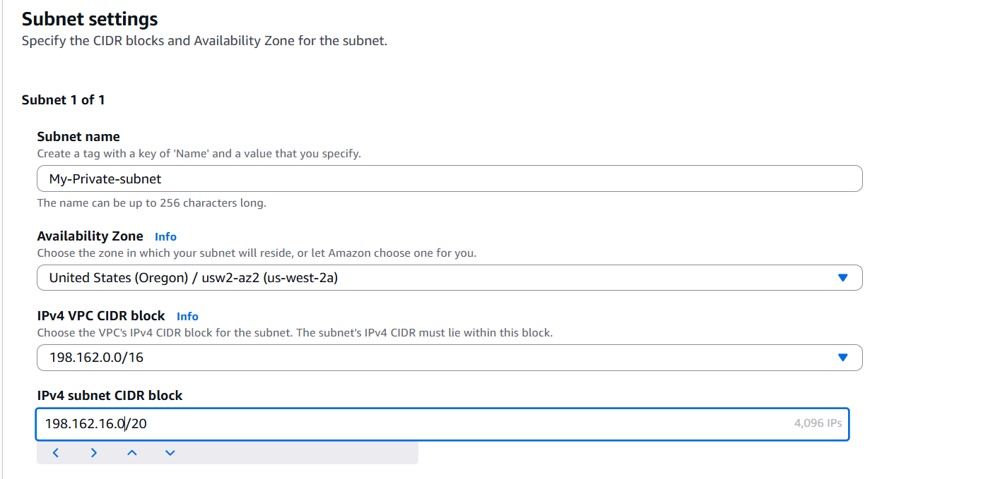 Subnet settings
Specify the CIDR blocks and Availability Zone for the subnet.
Subnet 1 of 1
Subnet name
Create a tag with a key of 'Name' and a value that you specify.
My-Private-subnet
The name can be up to 256 characters long.
Availability Zone Info
Choose the zone in which your subnet will reside, or let Amazon choose one for you.
United States (Oregon) / usw2-az2 (us-west-2a)
IPv4 VPC CIDR block Info
Choose the VPC's IPv4 CIDR block for the subnet. The subnet's IPv4 CIDR must lie within this block.
198.162.0.0/16
IPv4 subnet CIDR block
198.162.16.0/20 4,096 IPs